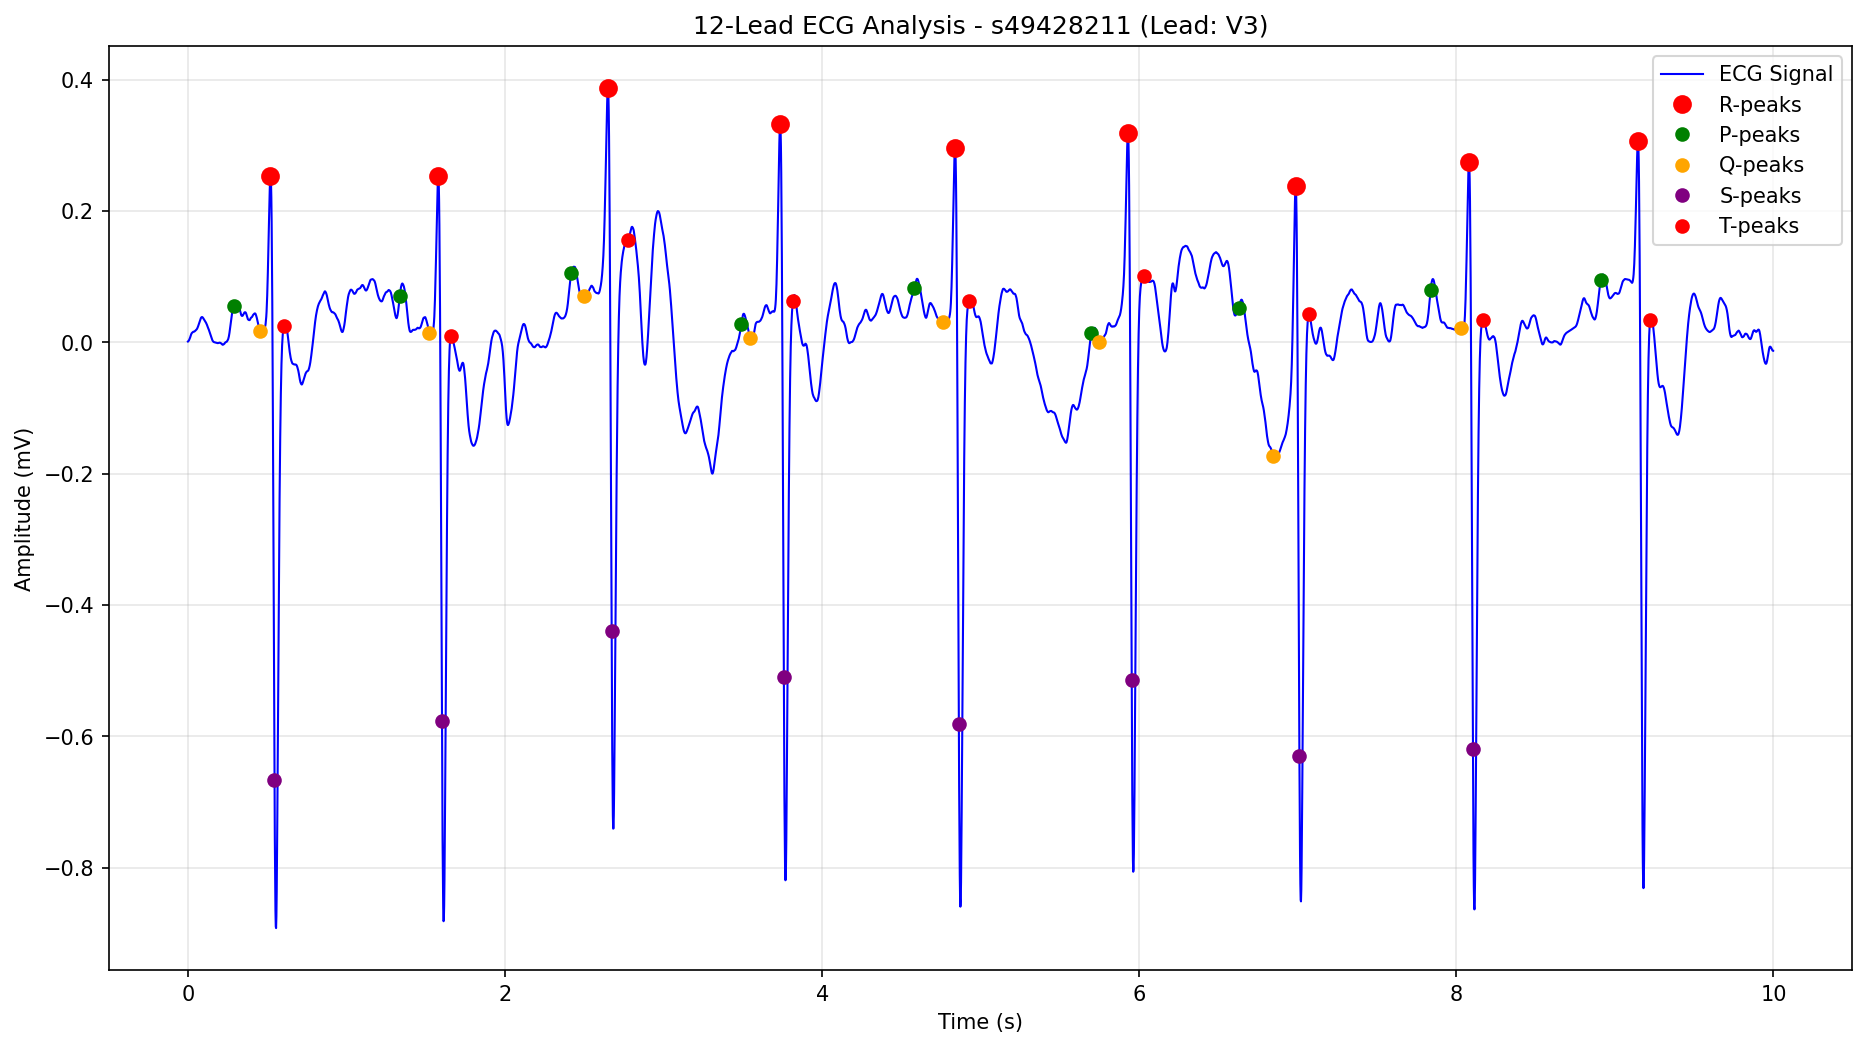 12-Lead ECG Analysis - s49428211 (Lead: V3)
ECG Signal
R-peaks
P-peaks
Q-peaks
S-peaks
T-peaks
Amplitude (mV)
0.4
0.2
0.0
−0.2
−0.4
−0.6
−0.8
0 2 4 6 8 10
Time (s)